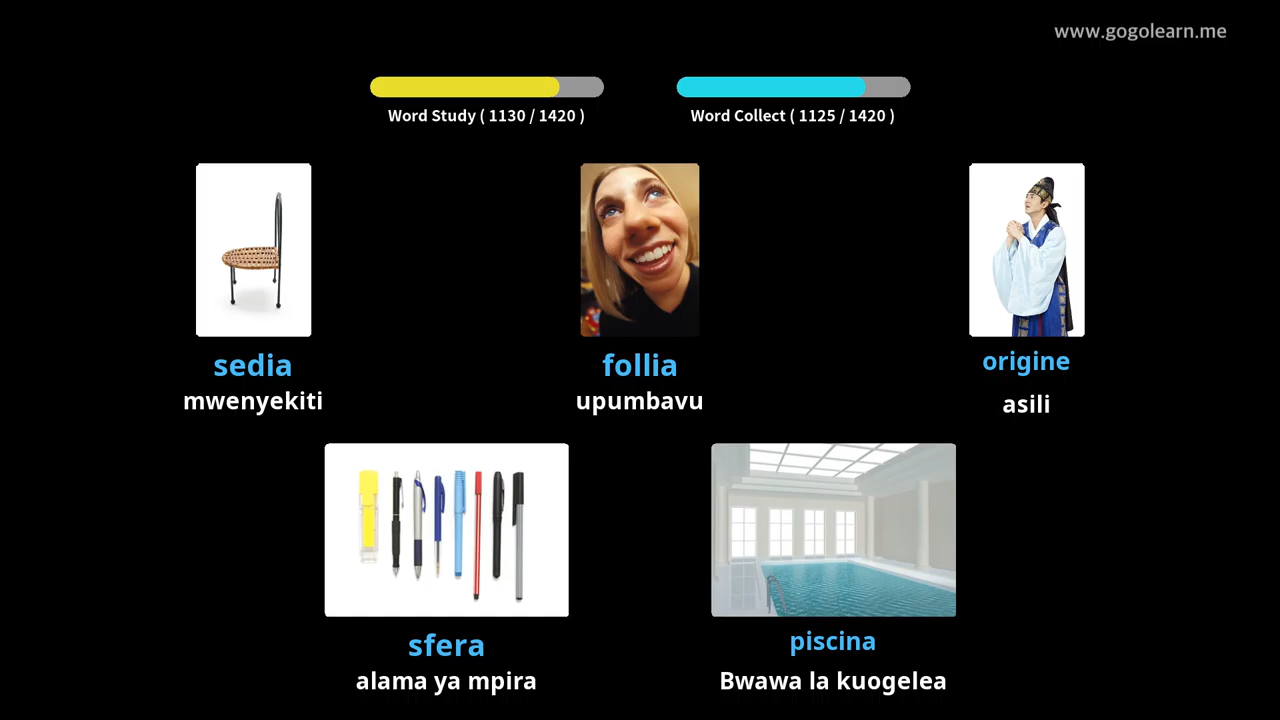 www.gogolearn.me
Word Study ( 1130 / 1420 )
Word Collect ( 1125 / 1420 )
sedia
mwenyekiti
follia
upumbavu
origine
asili
sfera
alama ya mpira
piscina
Bwawa la kuogelea